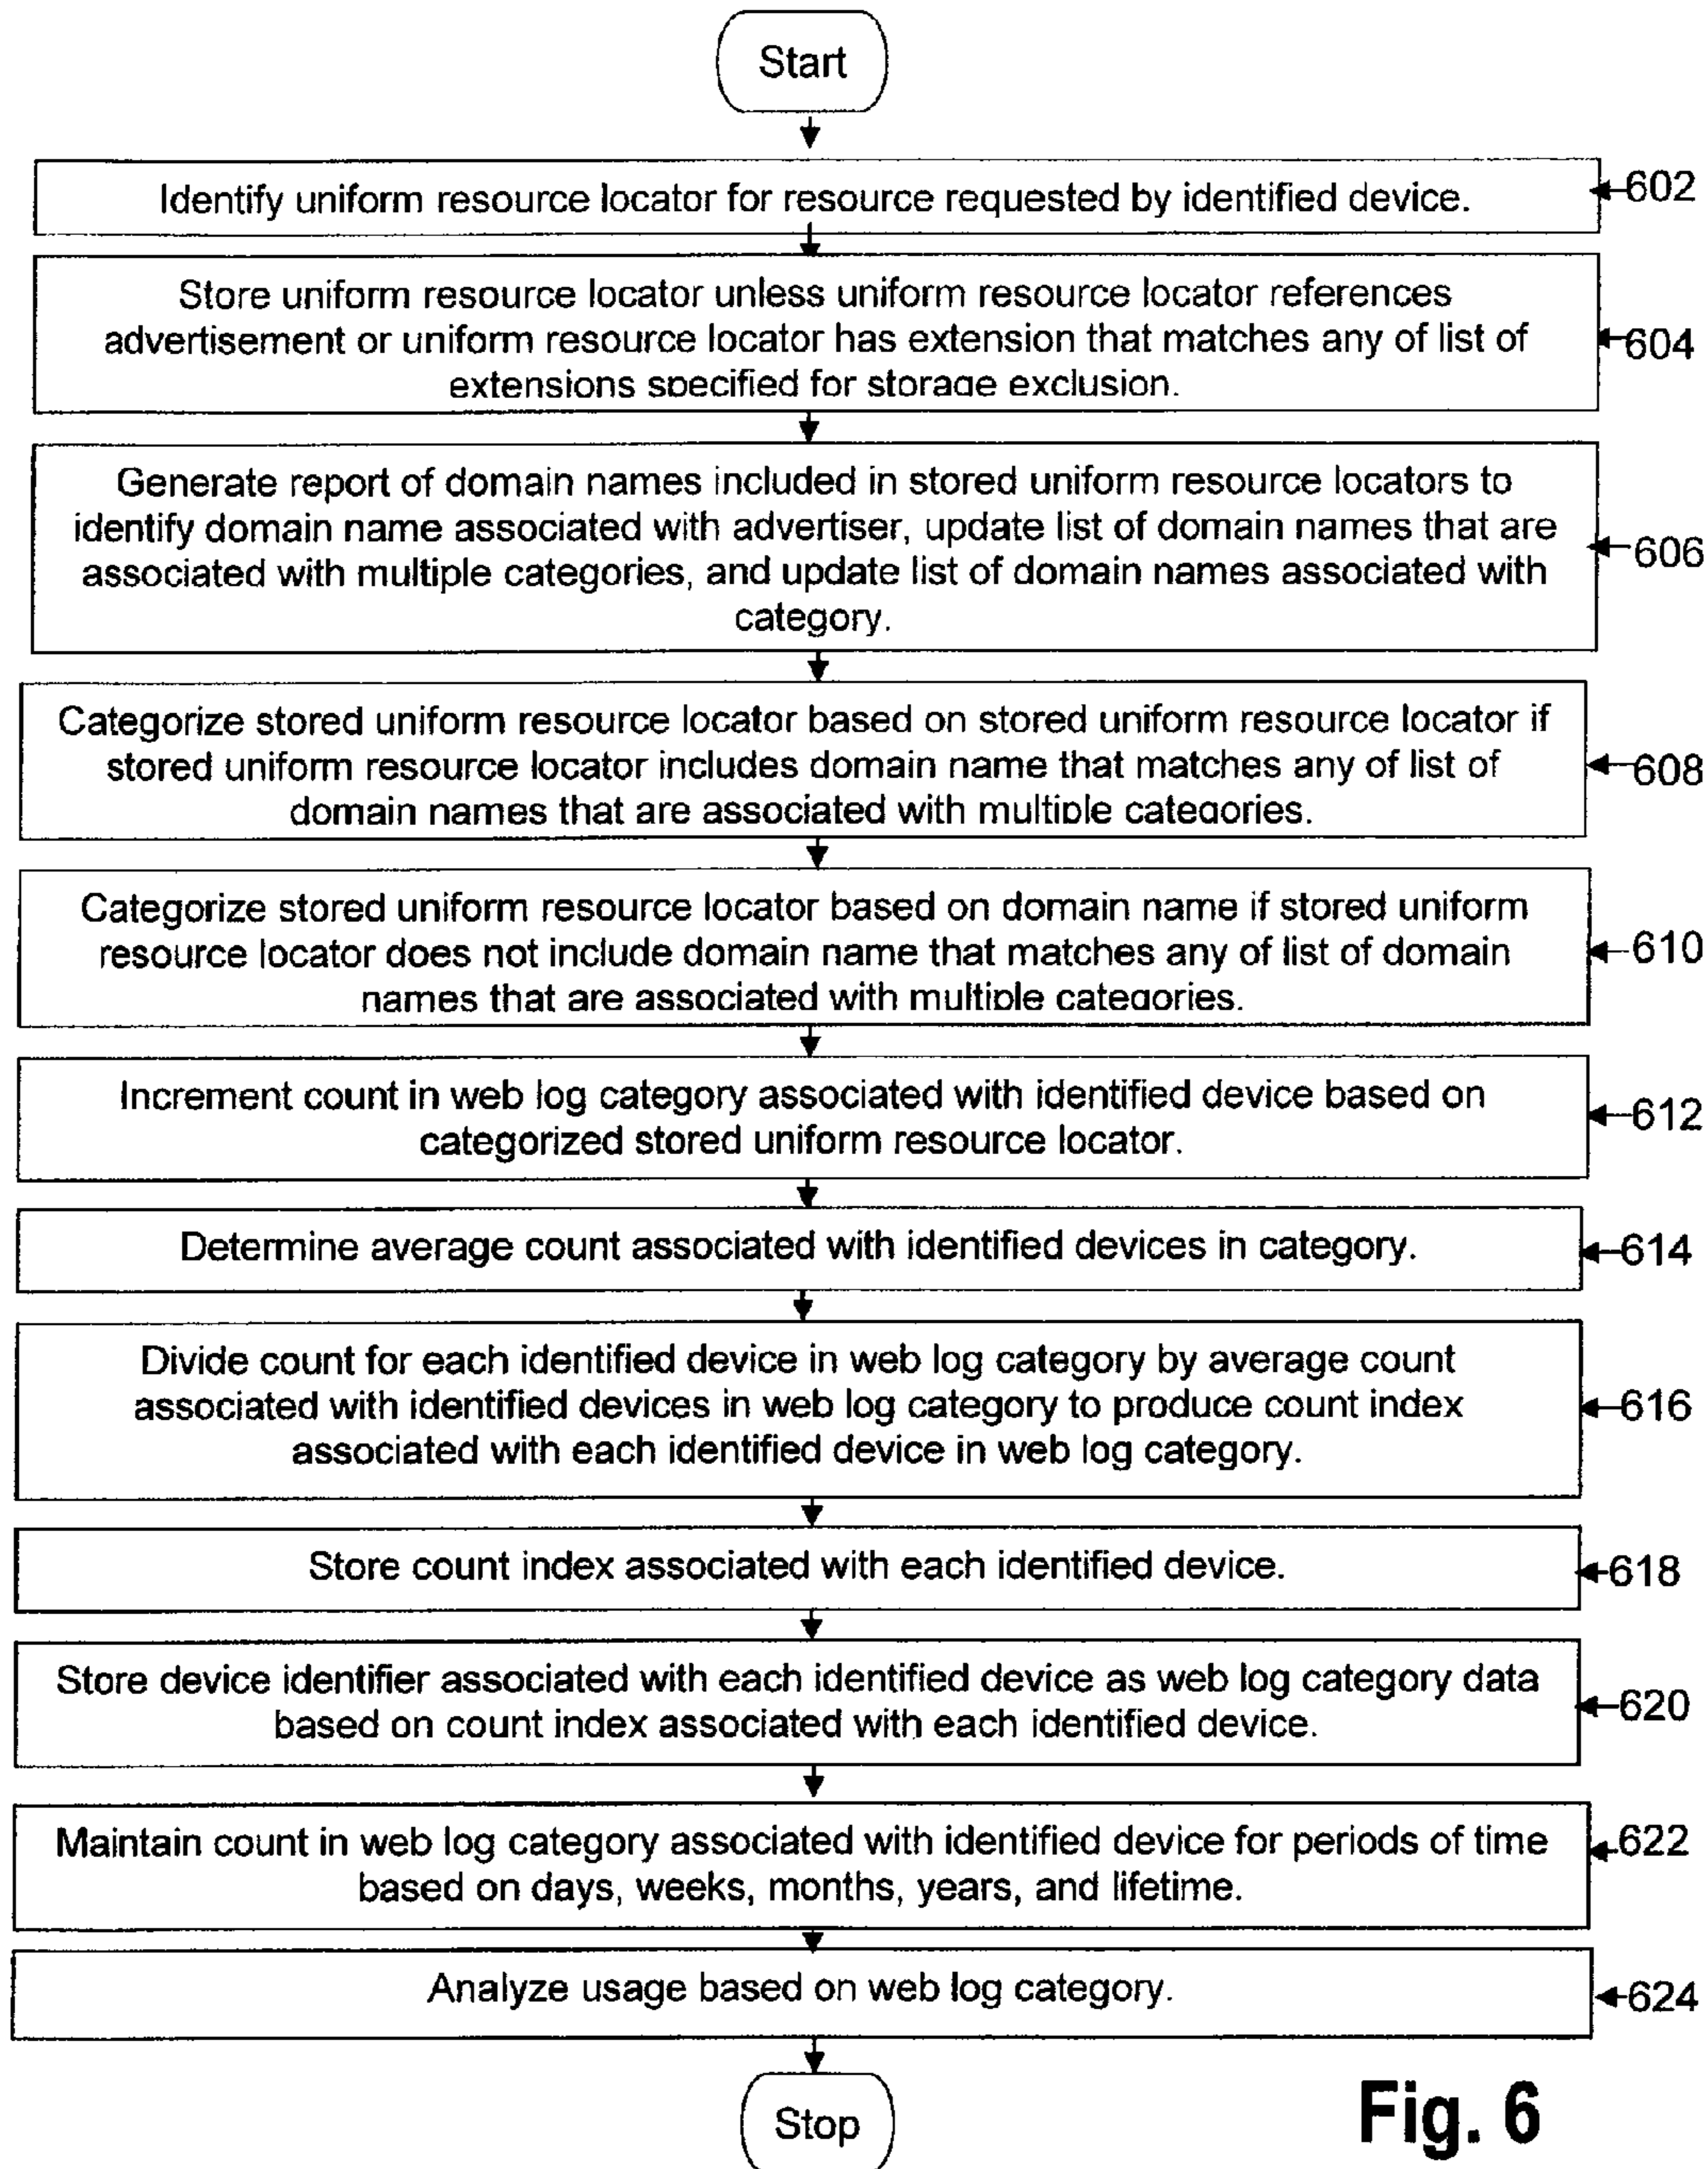 Start
Identify uniform resource locator for resource requested by identified device.
602
Store uniform resource locator unless uniform resource locator references
advertisement or uniform resource locator has extension that matches any of list of
extensions specified for storage exclusion.
604
Generate report of domain names included in stored uniform resource locators to
identify domain name associated with advertiser, update list of domain names that are
associated with multiple categories, and update list of domain names associated with
category.
606
Categorize stored uniform resource locator based on stored uniform resource locator if
stored uniform resource locator includes domain name that matches any of list of
domain names that are associated with multiple categories.
608
Categorize stored uniform resource locator based on domain name if stored uniform
resource locator does not include domain name that matches any of list of domain
names that are associated with multiple categories.
610
Increment count in web log category associated with identified device based on
categorized stored uniform resource locator.
612
Determine average count associated with identified devices in category.
614
Divide count for each identified device in web log category by average count
associated with identified devices in web log category to produce count index
associated with each identified device in web log category.
616
Store count index associated with each identified device.
618
Store device identifier associated with each identified device as web log category data
based on count index associated with each identified device.
620
Maintain count in web log category associated with identified device for periods of time
based on days, weeks, months, years, and lifetime.
622
Analyze usage based on web log category.
624
Stop
Fig. 6